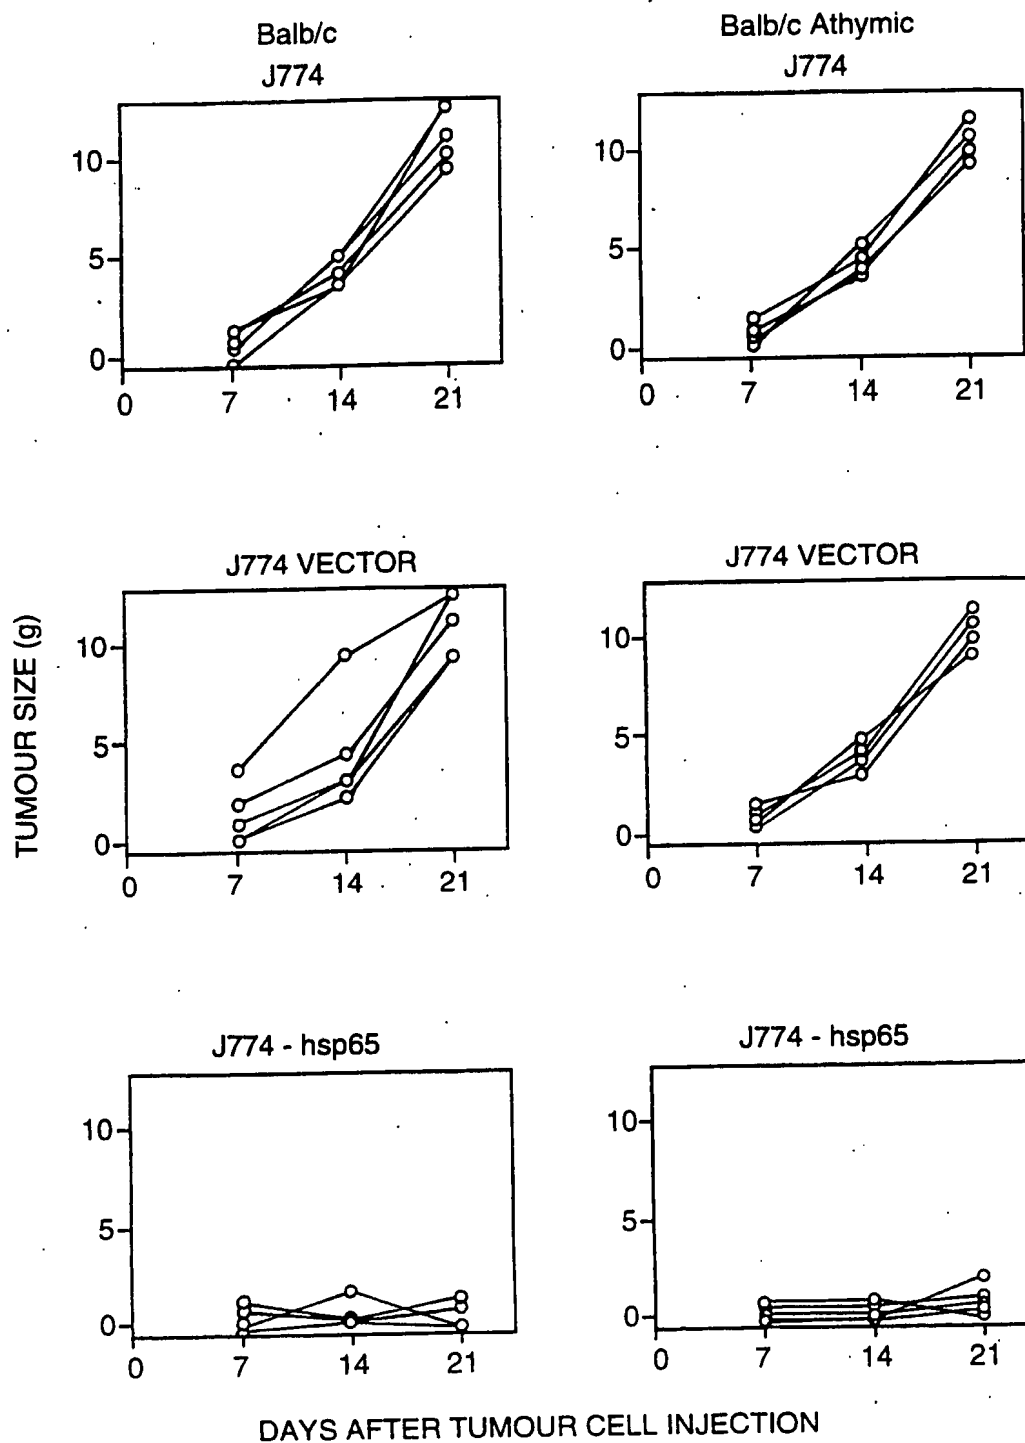 Balb/c
J774
10
5
0
0 7 14 21
Balb/c Athymic
J774
10
5
0
0 7 14 21
TUMOUR SIZE (g)
J774 VECTOR
10
5
0
0 7 14 21
J774 VECTOR
10
5
0
0 7 14 21
J774 - hsp65
10
5
0
0 7 14 21
J774 - hsp65
10
5
0
0 7 14 21
DAYS AFTER TUMOUR CELL INJECTION